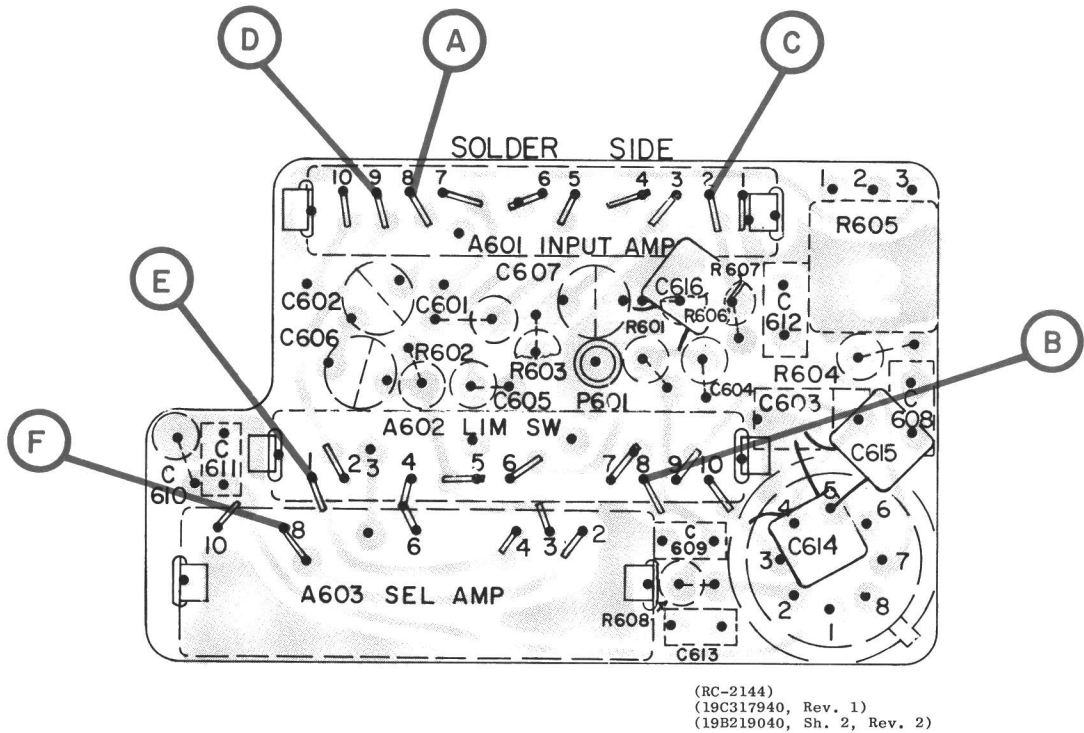 D A C
SOLDER SIDE
10 9 8 7 6 5 4 3 2 1 1 2 3
R605
A601 INPUT AMP
E C607 R607
C602 C601 C616 C 612
R601 R606
C606 R602 R603 B
R604
C605 P601 C604
C603 C 608
A602 LIM SW
F C 611 C615
C 610 1 2 3 4 5 6 7 8 9 10
10 8 6 4 3 2 C 609 4 5 6
C614
3 7
A603 SEL AMP 2 8
R608 1
C613
(RC-2144)
(19C317940, Rev. 1)
(19B219040, Sh. 2, Rev. 2)